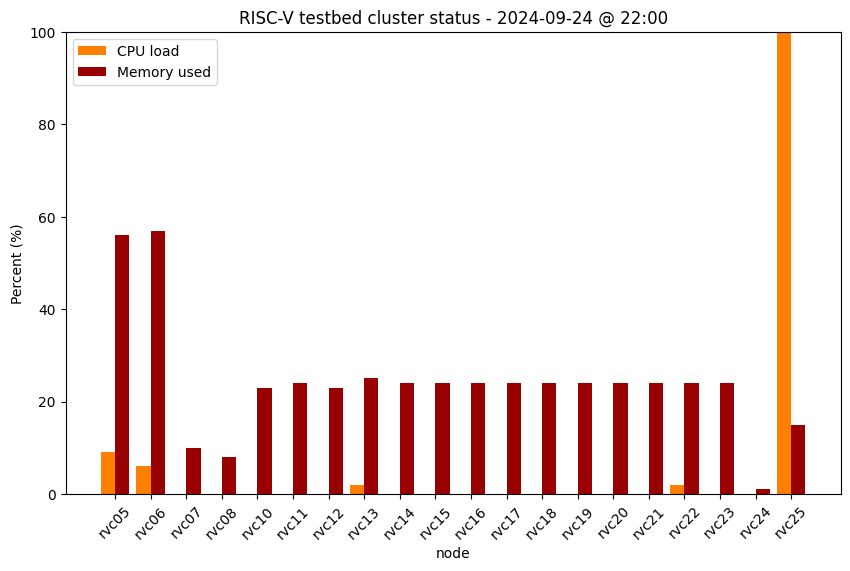 RISC-V testbed cluster status - 2024-09-24 @ 22:00
CPU load
Memory used
Percent (%)
100
80
60
40
20
0
rvc05
rvc06
rvc07
rvc08
rvc10
rvc11
rvc12
rvc13
rvc14
rvc15
rvc16
rvc17
rvc18
rvc19
rvc20
rvc21
rvc22
rvc23
rvc24
rvc25
node